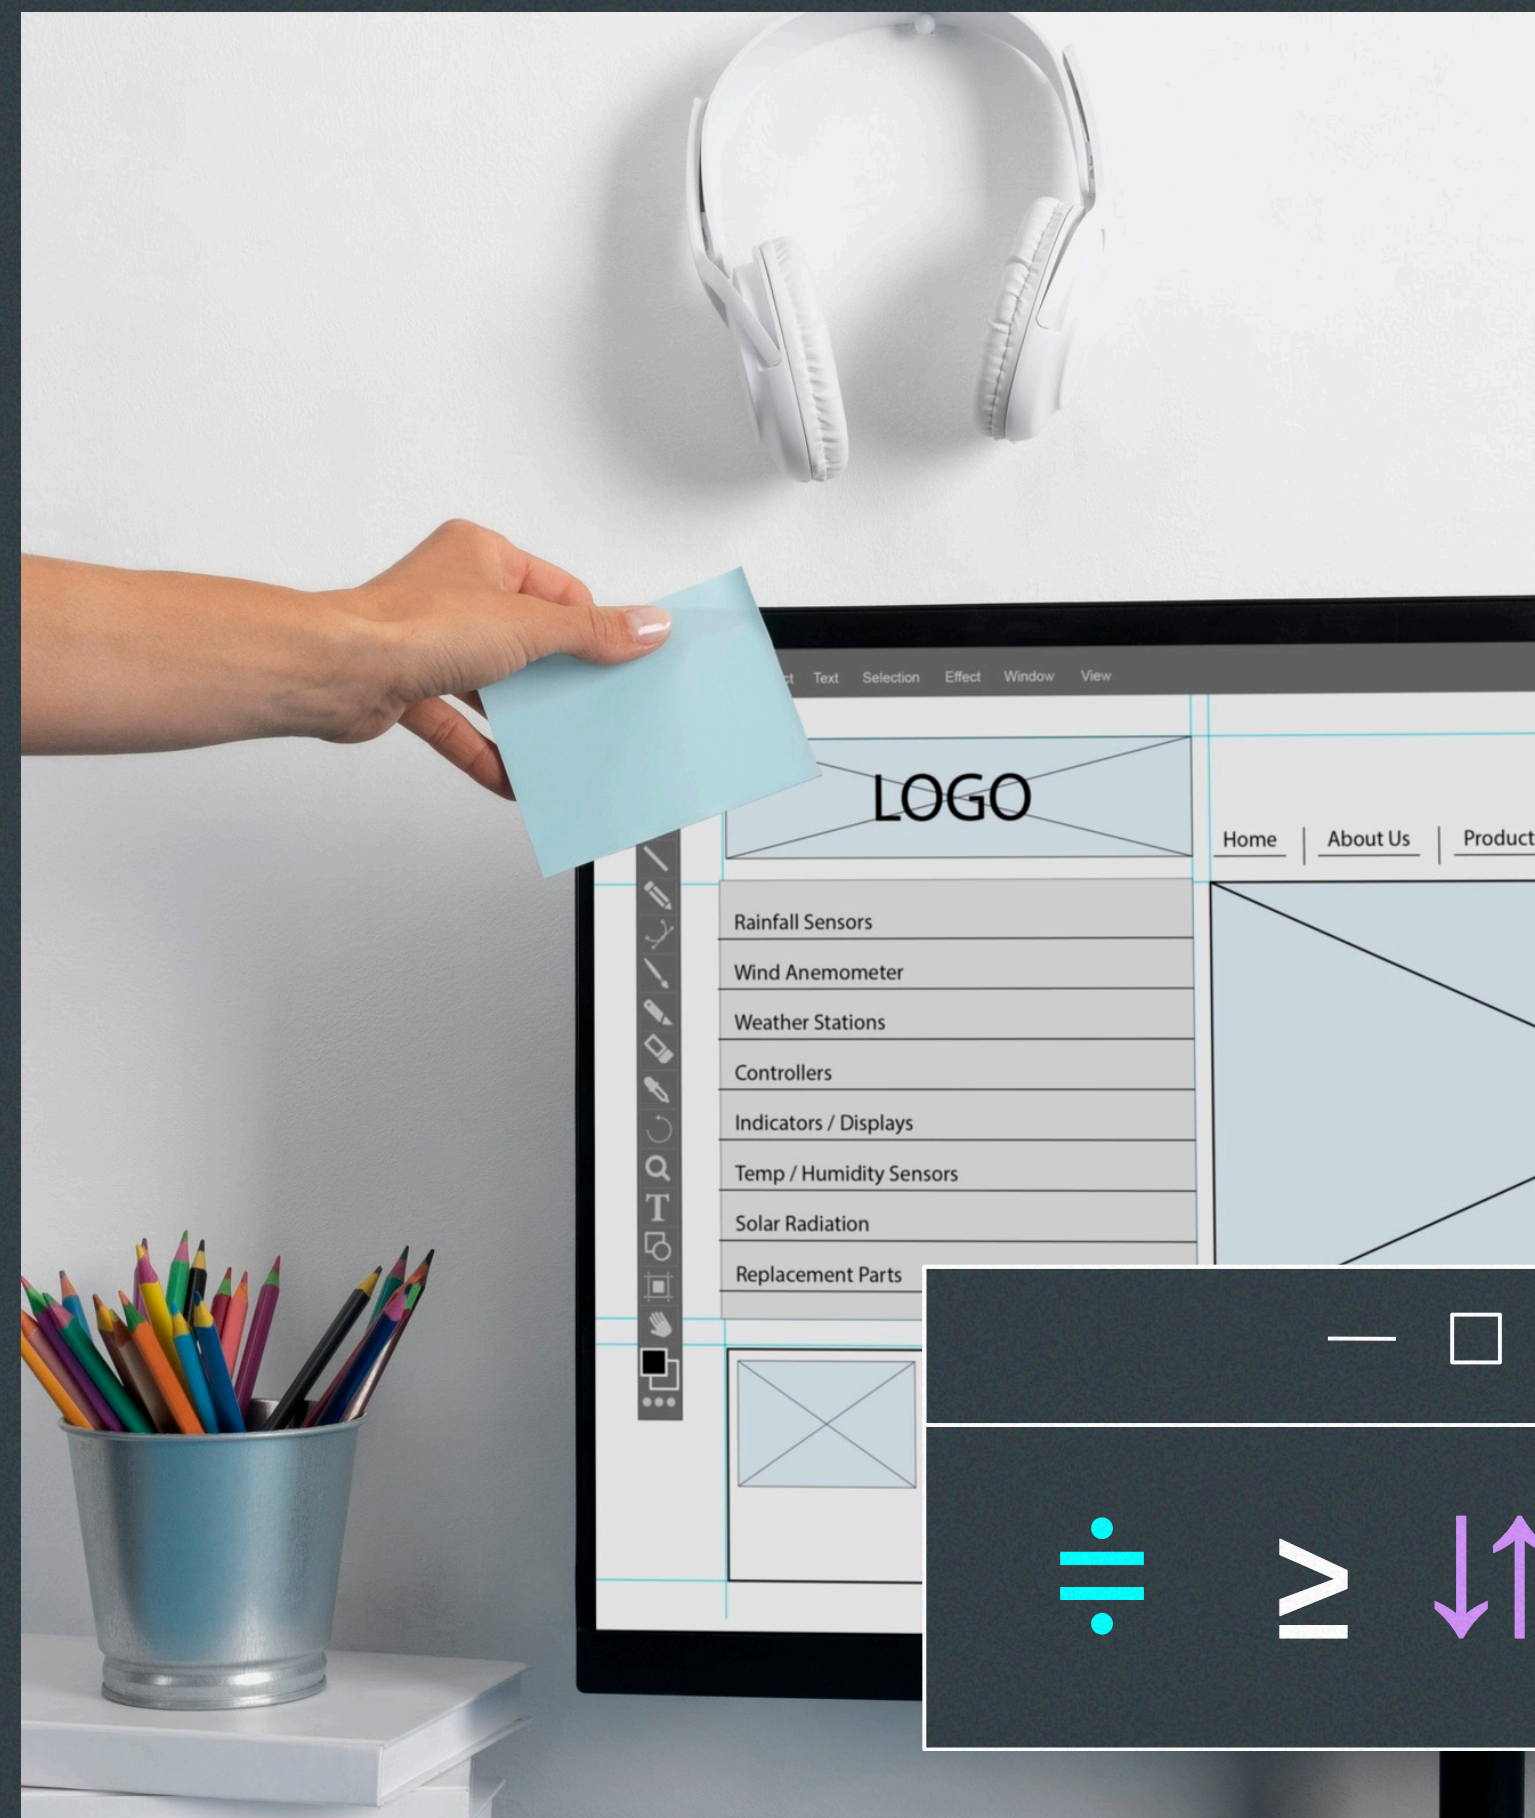 Text Selection Effect Window View
LOGO
Home About Us Product
Rainfall Sensors
Wind Anemometer
Weather Stations
Controllers
Indicators / Displays
Temp / Humidity Sensors
Solar Radiation
Replacement Parts
≑ ≥ ↓↑